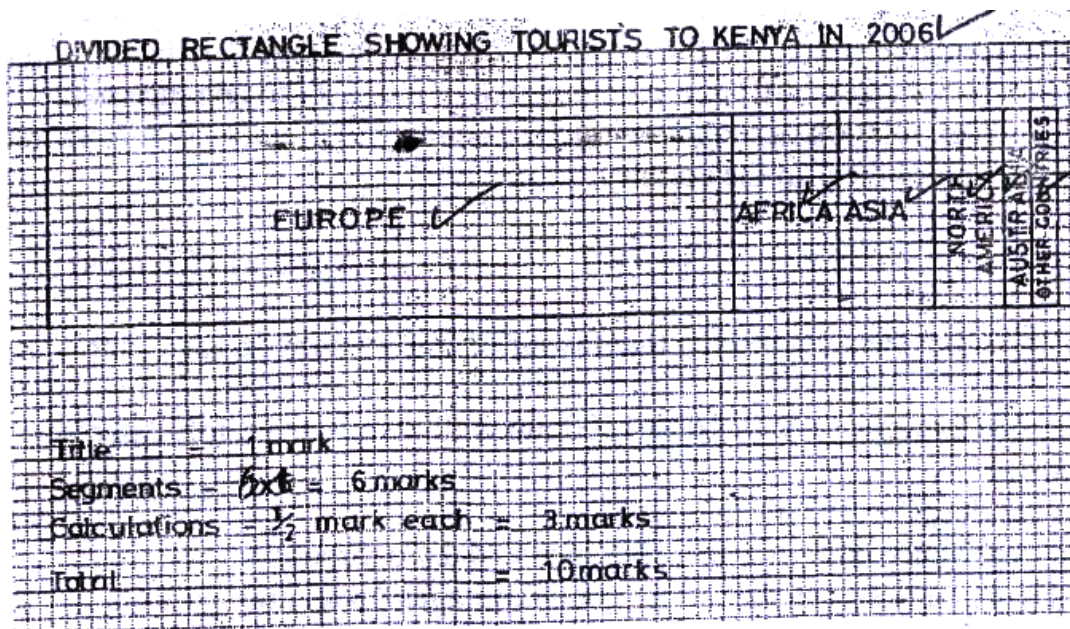 DIVIDED RECTANGLE SHOWING TOURISTS TO KENYA IN 2006
EUROPE
AFRICA
ASIA
NORTH
AMERICA
AUSTRALIA
OTHER COUNTRIES
Title = 1 mark
Segments - = 6 marks
Calculations - 1/2 mark each = 3 marks
Total = 10 marks